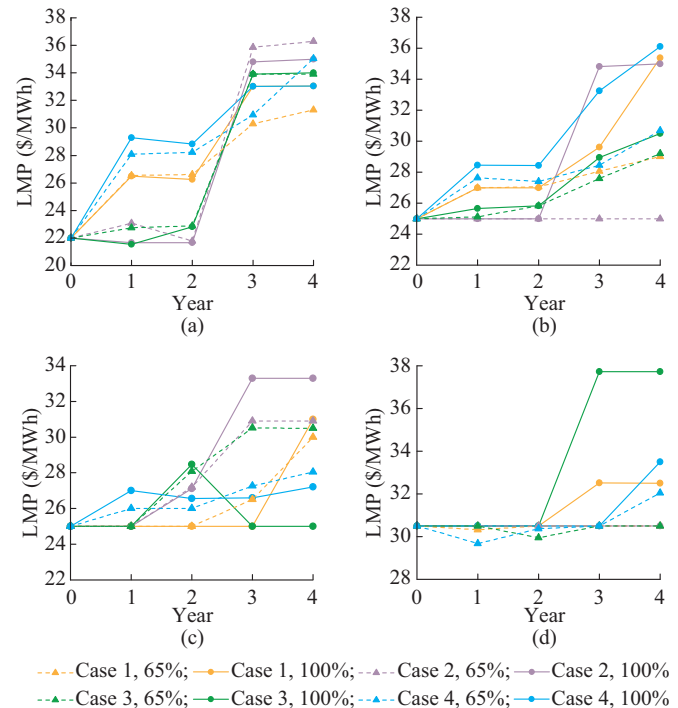 38
36
34
32
30
28
26
24
22
20
LMP ($/MWh)
0 1 2 3 4
Year
(a)
38
36
34
32
30
28
26
24
22
LMP ($/MWh)
0 1 2 3 4
Year
(b)
34
32
30
28
26
24
22
LMP ($/MWh)
0 1 2 3 4
Year
(c)
38
36
34
32
30
28
LMP ($/MWh)
0 1 2 3 4
Year
(d)
Case 1, 65%; Case 1, 100%; Case 2, 65%; Case 2, 100%
Case 3, 65%; Case 3, 100%; Case 4, 65%; Case 4, 100%